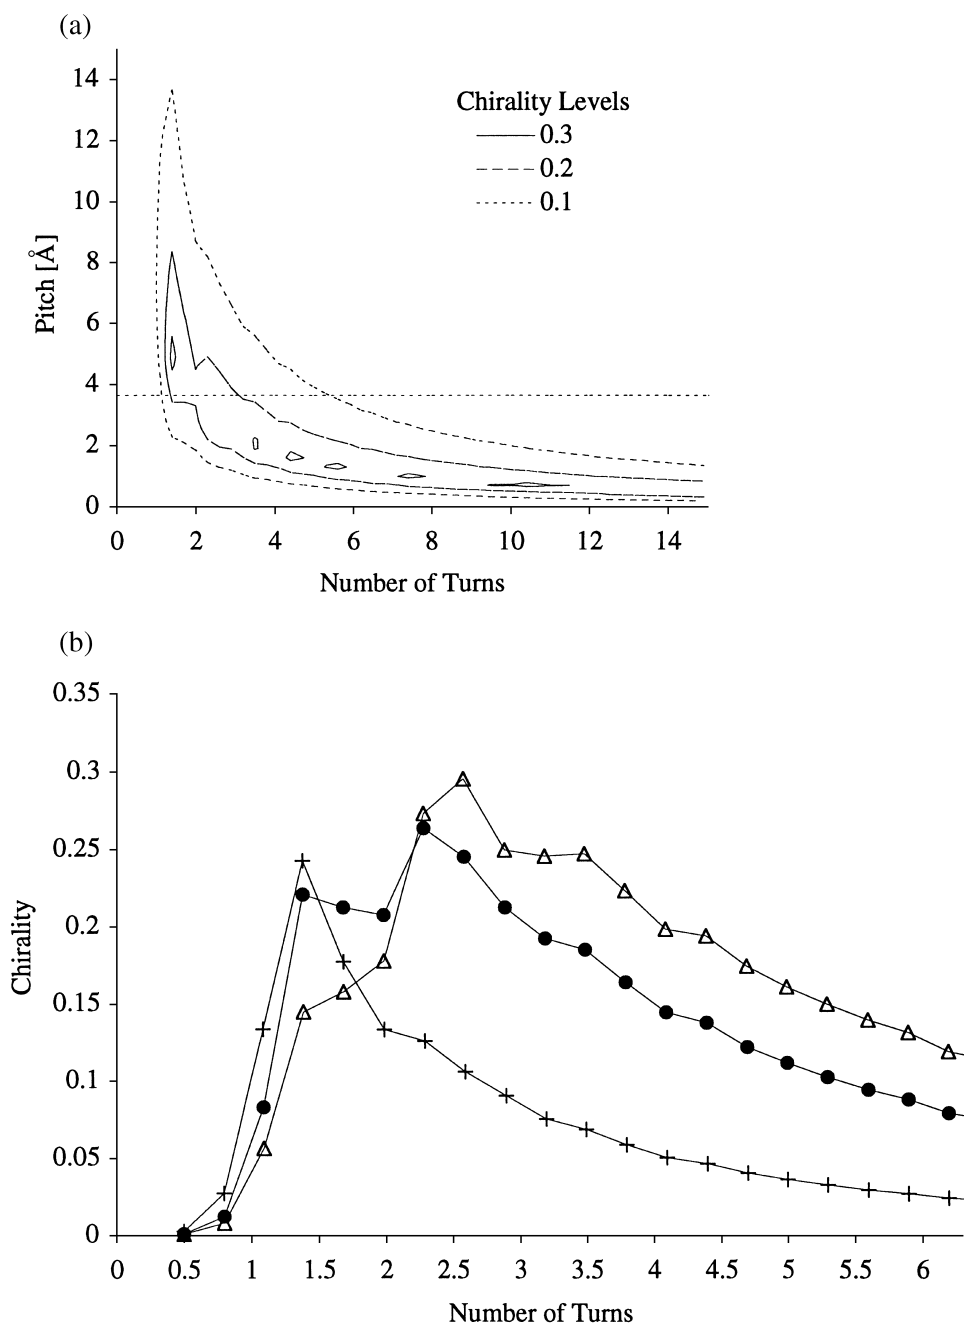 (a)
14
12
10
8
6
4
2
0
Pitch [Å]
Chirality Levels
0.3
0.2
0.1
0 2 4 6 8 10 12 14
Number of Turns
(b)
0.35
0.3
0.25
0.2
0.15
0.1
0.05
0
Chirality
0 0.5 1 1.5 2 2.5 3 3.5 4 4.5 5 5.5 6
Number of Turns